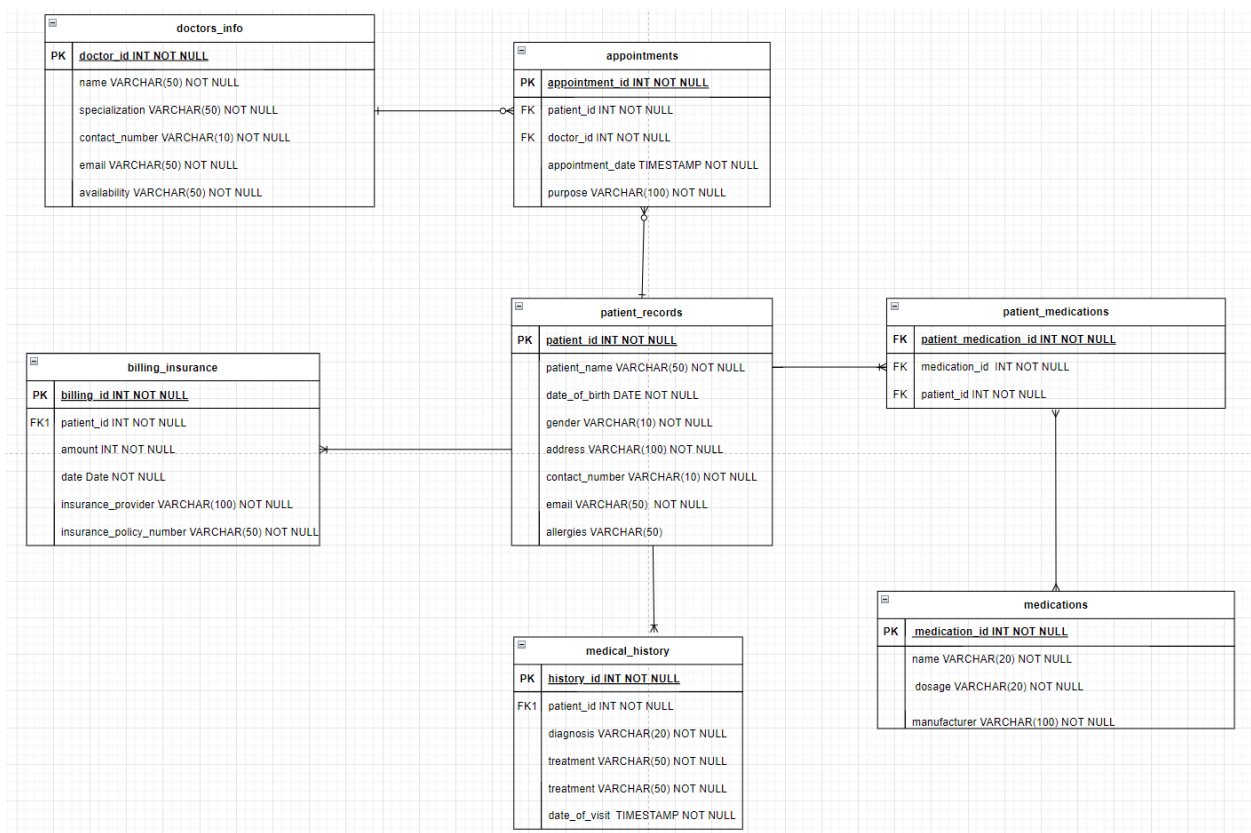 doctors_info
PK doctor_id INT NOT NULL
name VARCHAR(50) NOT NULL
specialization VARCHAR(50) NOT NULL
contact_number VARCHAR(10) NOT NULL
email VARCHAR(50) NOT NULL
availability VARCHAR(50) NOT NULL
appointments
PK appointment_id INT NOT NULL
FK patient_id INT NOT NULL
FK doctor_id INT NOT NULL
appointment_date TIMESTAMP NOT NULL
purpose VARCHAR(100) NOT NULL
patient_records
PK patient_id INT NOT NULL
patient_name VARCHAR(50) NOT NULL
date_of_birth DATE NOT NULL
gender VARCHAR(10) NOT NULL
address VARCHAR(100) NOT NULL
contact_number VARCHAR(10) NOT NULL
email VARCHAR(50) NOT NULL
allergies VARCHAR(50)
patient_medications
FK patient_medication_id INT NOT NULL
FK medication_id INT NOT NULL
FK patient_id INT NOT NULL
billing_insurance
PK billing_id INT NOT NULL
FK1 patient_id INT NOT NULL
amount INT NOT NULL
date Date NOT NULL
insurance_provider VARCHAR(100) NOT NULL
insurance_policy_number VARCHAR(50) NOT NULL
medications
PK medication_id INT NOT NULL
name VARCHAR(20) NOT NULL
dosage VARCHAR(20) NOT NULL
manufacturer VARCHAR(100) NOT NULL
medical_history
PK history_id INT NOT NULL
FK1 patient_id INT NOT NULL
diagnosis VARCHAR(20) NOT NULL
treatment VARCHAR(50) NOT NULL
treatment VARCHAR(50) NOT NULL
date_of_visit TIMESTAMP NOT NULL